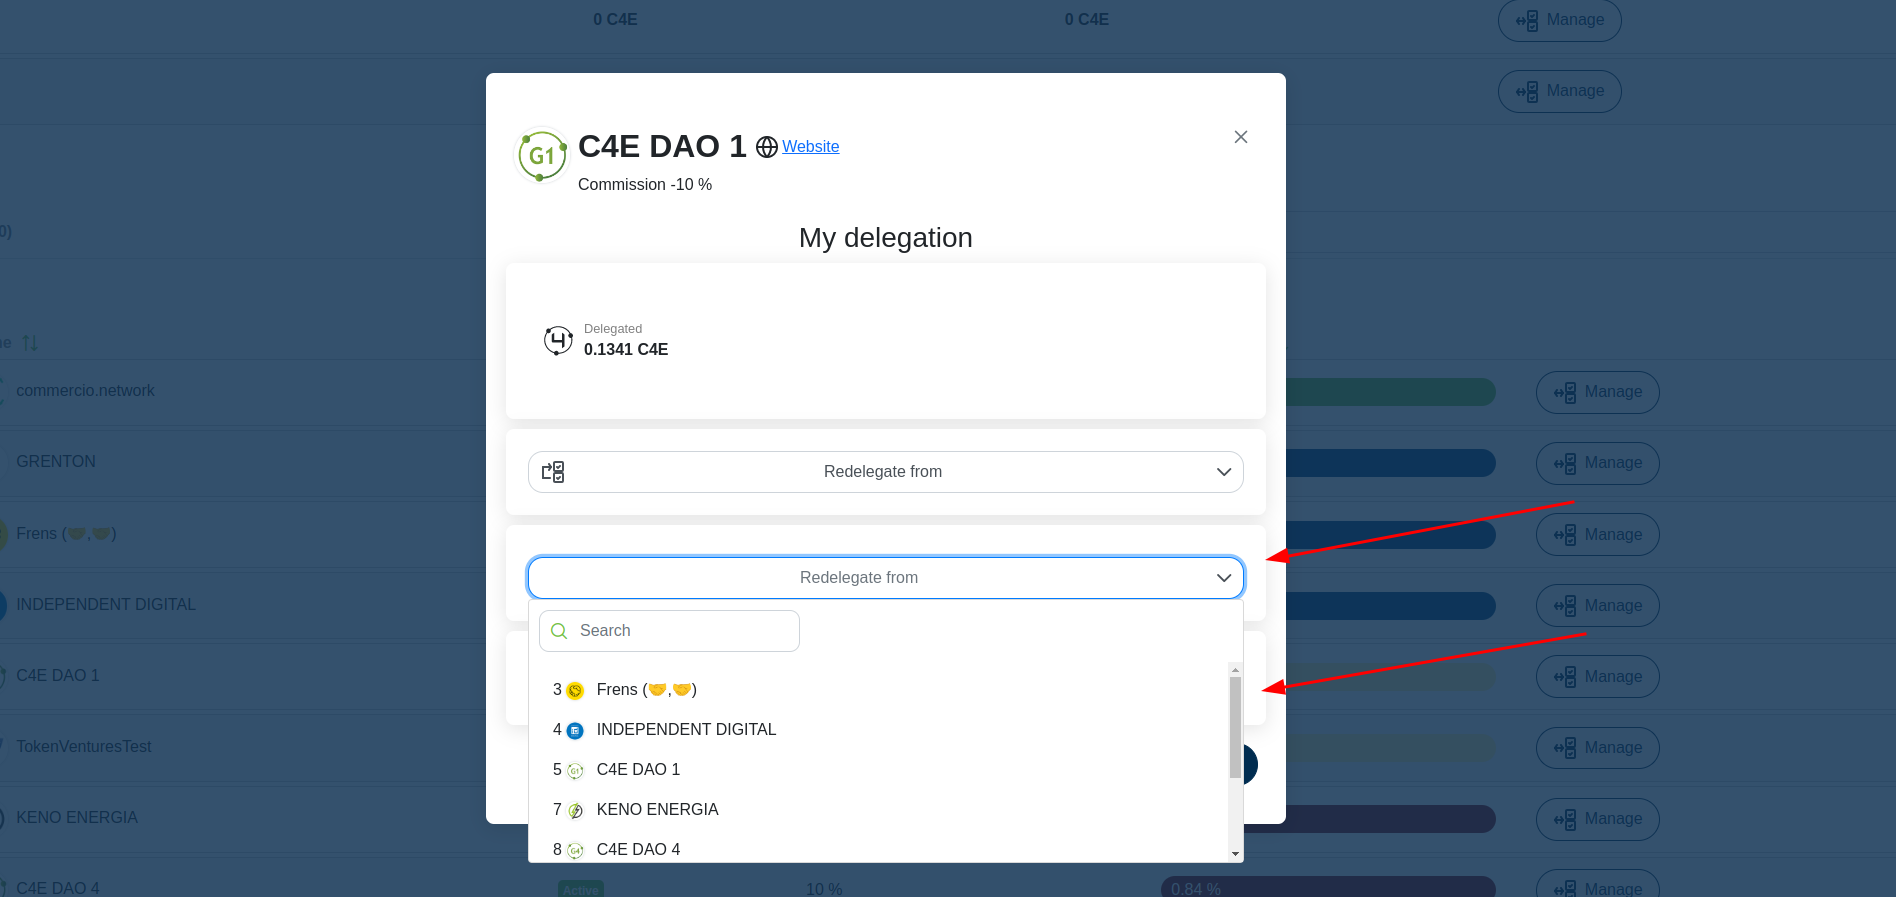 0 C4E 0 C4E Manage
Manage
C4E DAO 1 Website
G1
Commission -10 %
My delegation
0)
Delegated
0.1341 C4E
commercio.network Manage
GRENTON Manage
Redelegate from
Frens (🤝,🤝) Manage
Redelegate from
INDEPENDENT DIGITAL Manage
Search
C4E DAO 1 Manage
3 Frens (🤝,🤝)
4 INDEPENDENT DIGITAL
TokenVenturesTest Manage
5 G1 C4E DAO 1
7 KENO ENERGIA
KENO ENERGIA Manage
8 G4 C4E DAO 4
C4E DAO 4 Active 10 % 0.84 % Manage